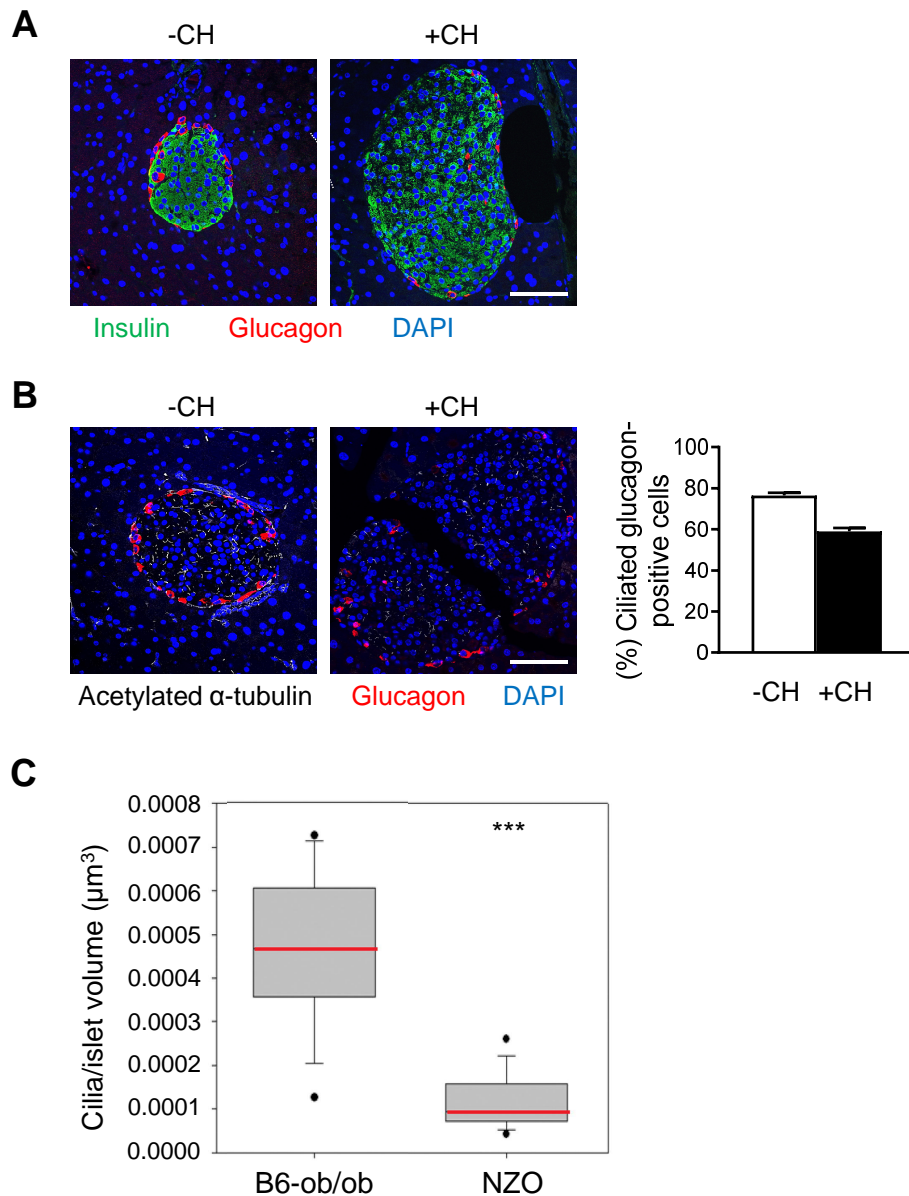 A
-CH +CH
Insulin Glucagon DAPI
B
-CH +CH
Acetylated α-tubulin Glucagon DAPI
(%) Ciliated glucagon-
positive cells
100
80
60
40
20
0
-CH +CH
C
Cilia/islet volume (µm³)
0.0008
0.0007
0.0006
0.0005
0.0004
0.0003
0.0002
0.0001
0.0000
***
B6-ob/ob NZO